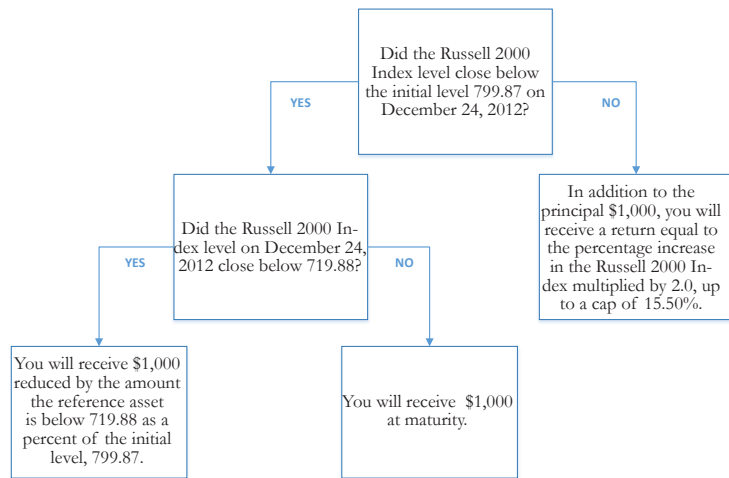 Did the Russell 2000
Index level close below
the initial level 799.87 on
December 24, 2012?
YES
NO
Did the Russell 2000 In-
dex level on December 24,
2012 close below 719.88?
In addition to the
principal $1,000, you will
receive a return equal to
the percentage increase
in the Russell 2000 In-
dex multiplied by 2.0, up
to a cap of 15.50%.
YES
NO
You will receive $1,000
reduced by the amount
the reference asset
is below 719.88 as a
percent of the initial
level, 799.87.
You will receive $1,000
at maturity.